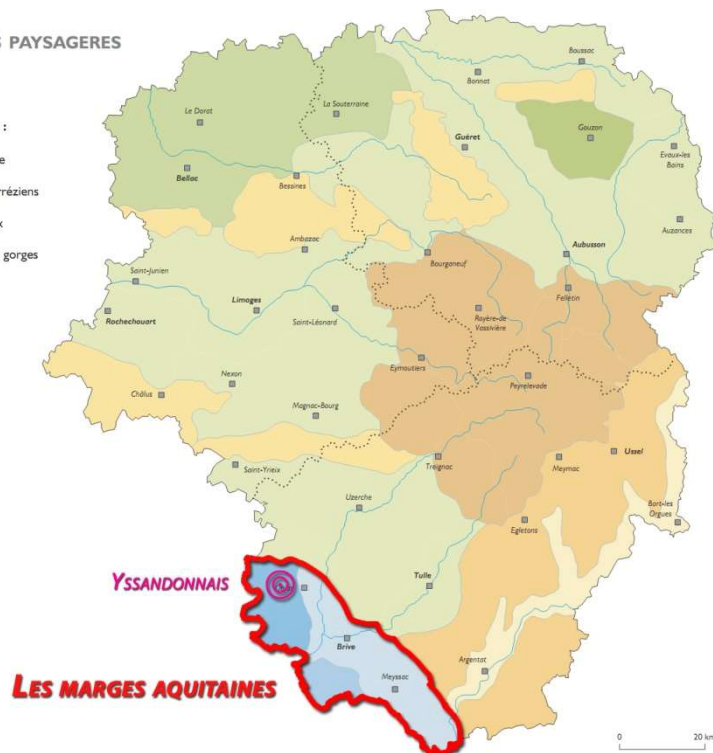 S PAYSAGERES
:
e
rréziens
x
gorges
Boussac
Bonnat
Le Dorat
La Souterraine
Guéret
Gouzon
Evaux-les
Bains
Bellac
Bessines
Auzances
Ambazac
Bourganeuf
Aubusson
Saint-Junien
Felletin
Rochechouart
Limoges
Saint-Léonard
Royère-de
Vassivière
Eymoutiers
Peyrelevade
Nexon
Châlus
Magnac-Bourg
Saint-Yrieix
Treignac
Meymac
Ussel
Uzerche
Bort-les
Orgues
Egletons
YSSANDONNAIS
Tulle
Brive
Argentat
LES MARGES AQUITAINES
Meyssac
0 20 km